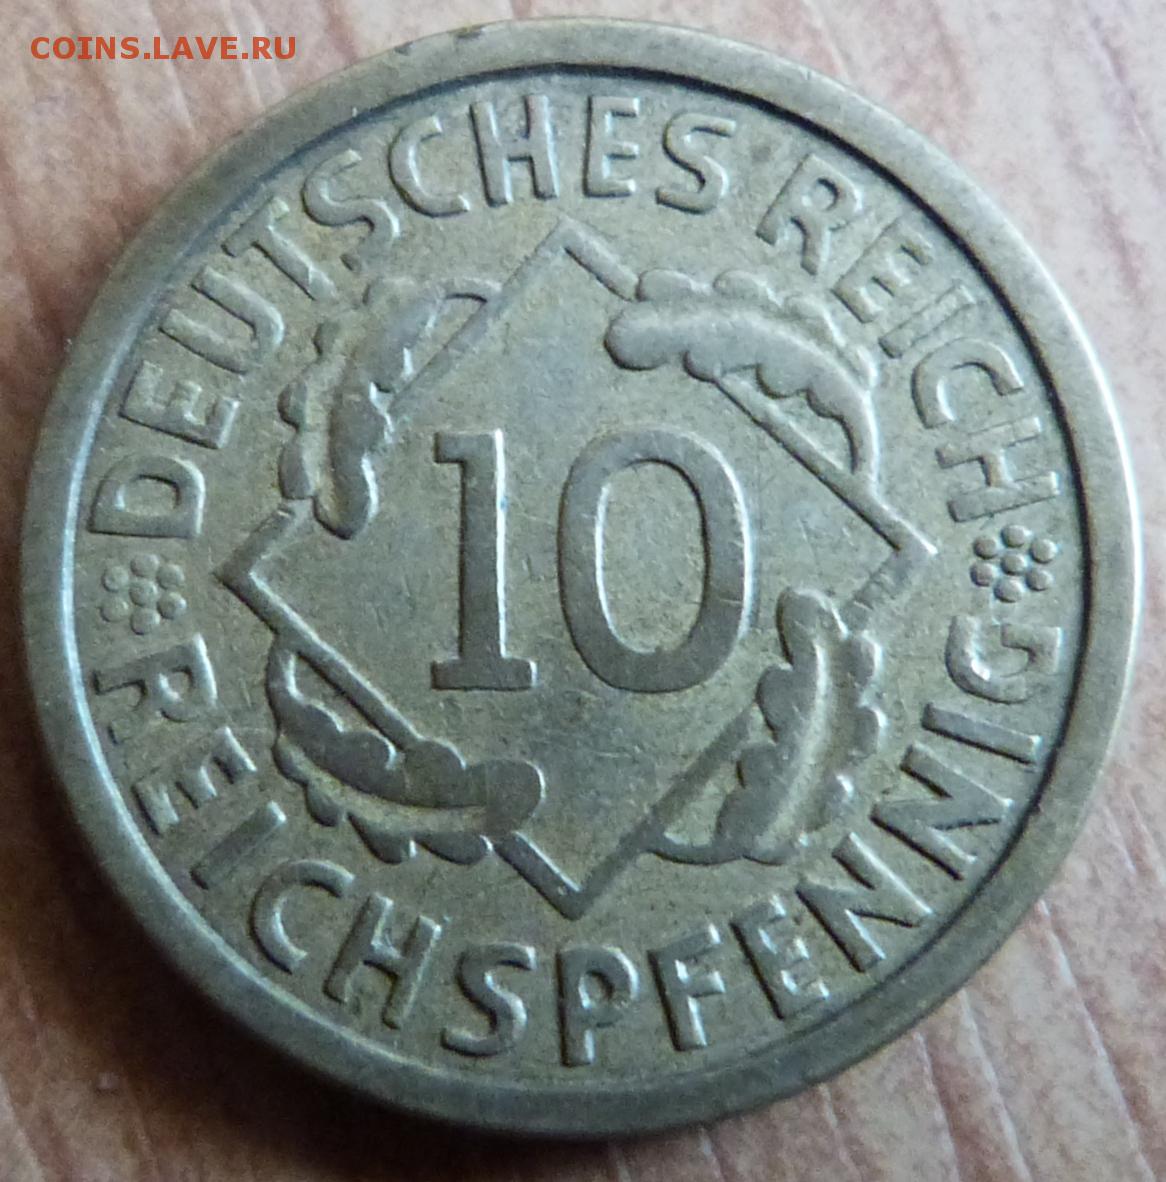 COINS.LAVE.RU
DEUTSCHES REICH
10
REICHSPFENNIG